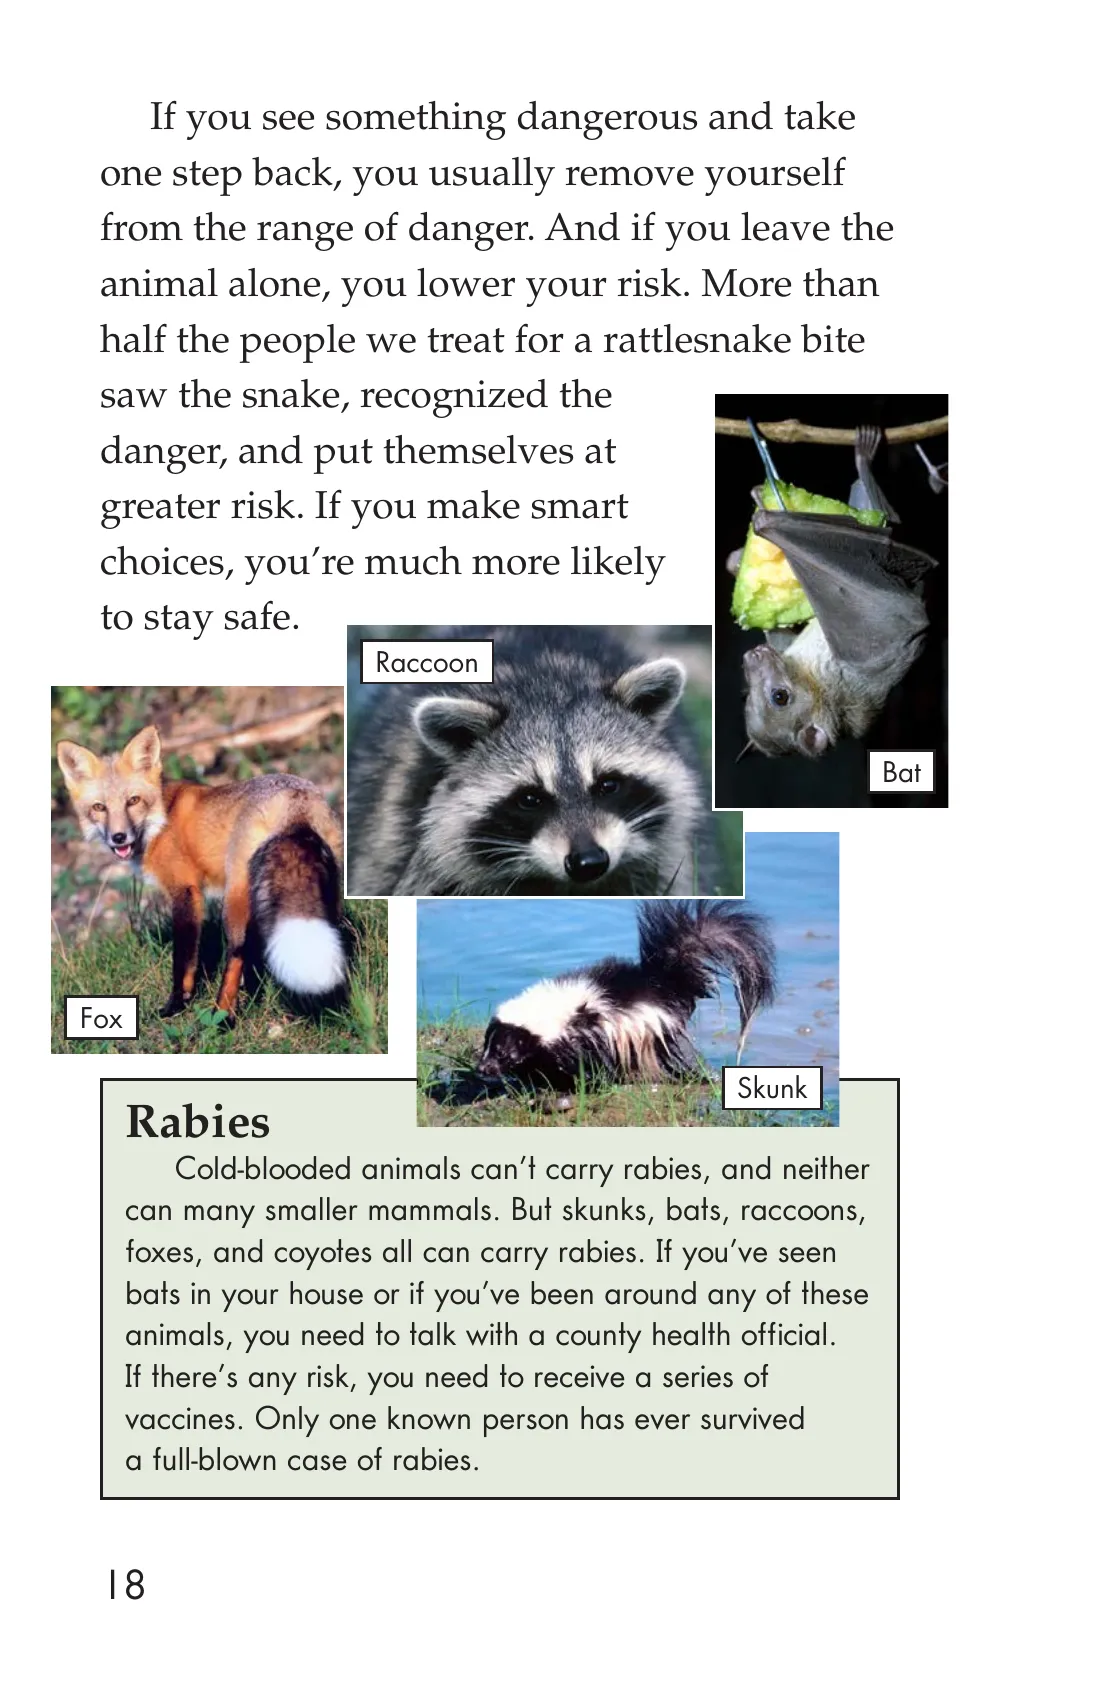 If you see something dangerous and take
one step back, you usually remove yourself
from the range of danger. And if you leave the
animal alone, you lower your risk. More than
half the people we treat for a rattlesnake bite
saw the snake, recognized the
danger, and put themselves at
greater risk. If you make smart
choices, you’re much more likely
to stay safe.
Raccoon
Bat
Fox
Skunk
Rabies
Cold-blooded animals can’t carry rabies, and neither
can many smaller mammals. But skunks, bats, raccoons,
foxes, and coyotes all can carry rabies. If you’ve seen
bats in your house or if you’ve been around any of these
animals, you need to talk with a county health official.
If there’s any risk, you need to receive a series of
vaccines. Only one known person has ever survived
a full-blown case of rabies.
18